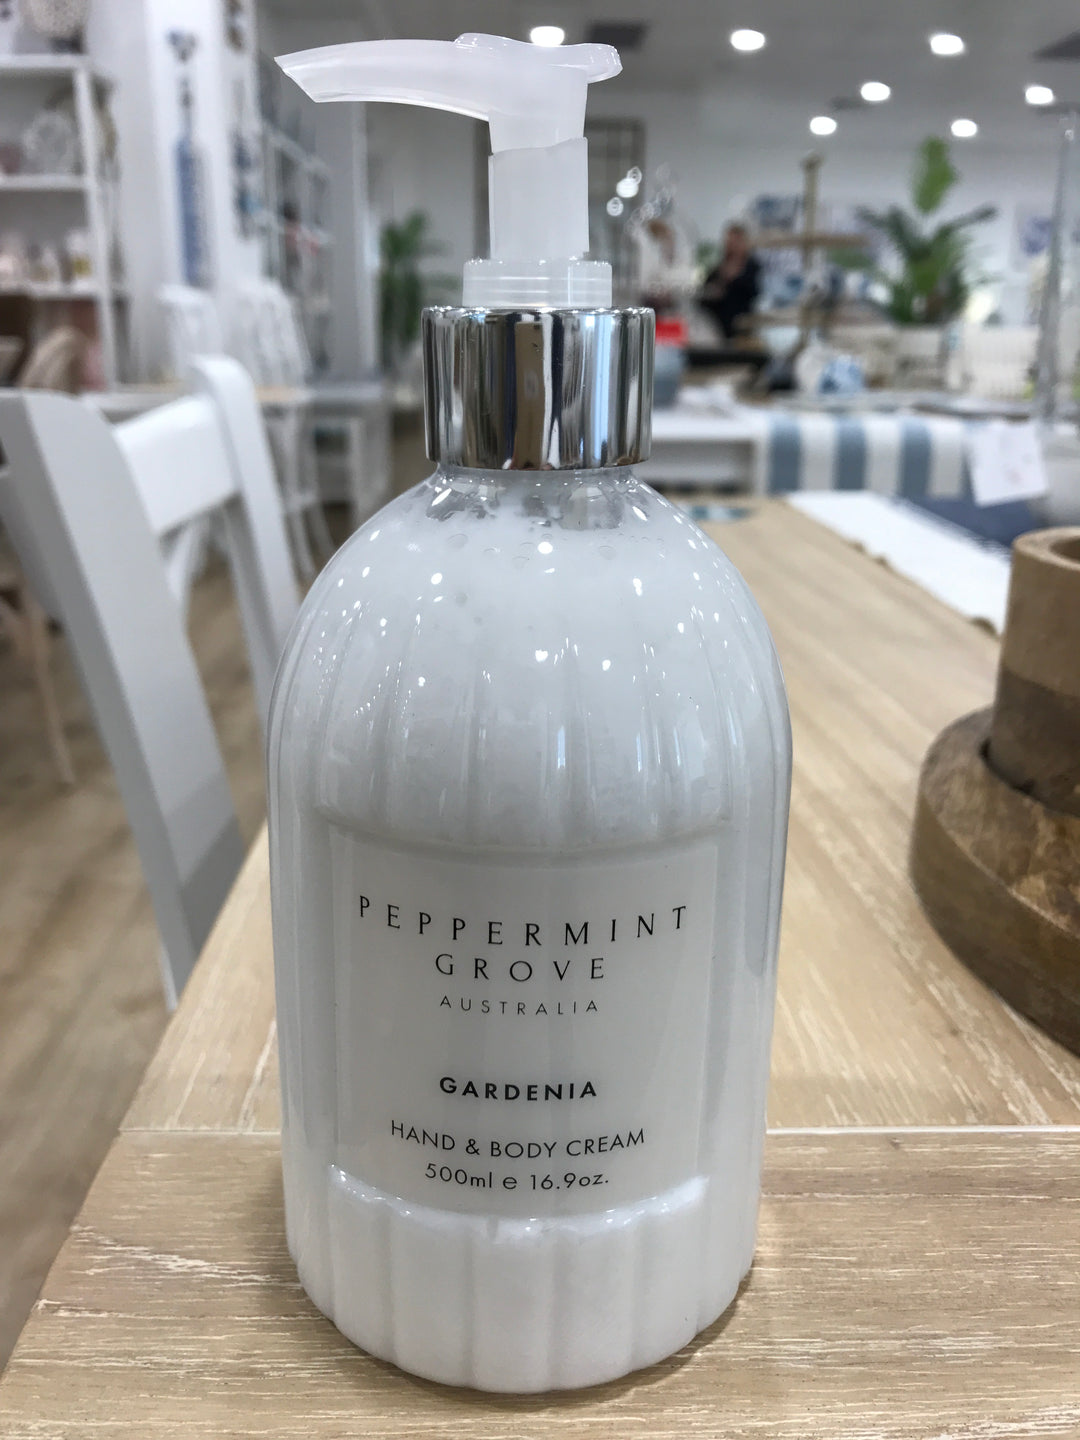 PEPPERMINT
GROVE
AUSTRALIA
GARDENIA
HAND & BODY CREAM
500ml e 16.9oz.